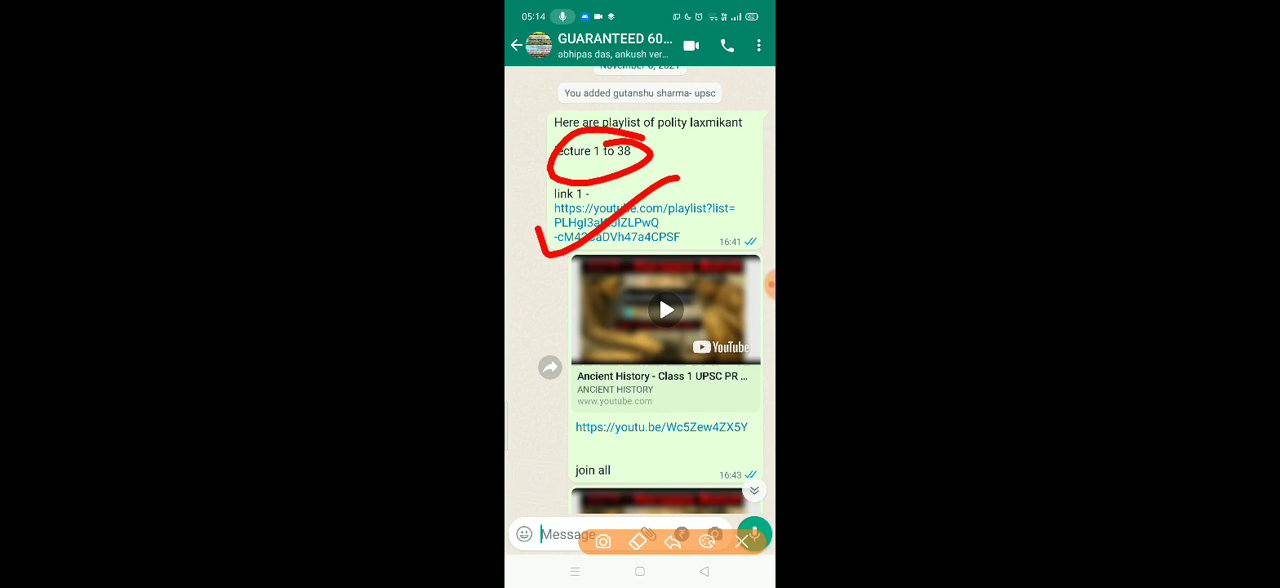 05:14
GUARANTEED 60...
abhipas das, ankush ver...
You added gutanshu sharma- upsc
Here are playlist of polity laxmikant
lecture 1 to 38
link 1 -
https://youtube.com/playlist?list=
16:41
YouTube
Ancient History - Class 1 UPSC PR ...
ANCIENT HISTORY
www.youtube.com
https://youtu.be/Wc5Zew4ZX5Y
join all
16:43
Message